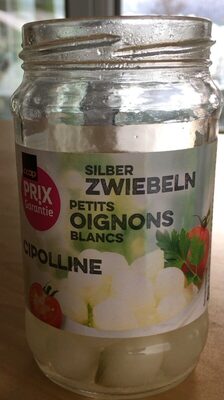 coop
PRIX
Garantie
SILBER
ZWIEBELN
PETITS
OIGNONS
BLANCS
CIPOLLINE